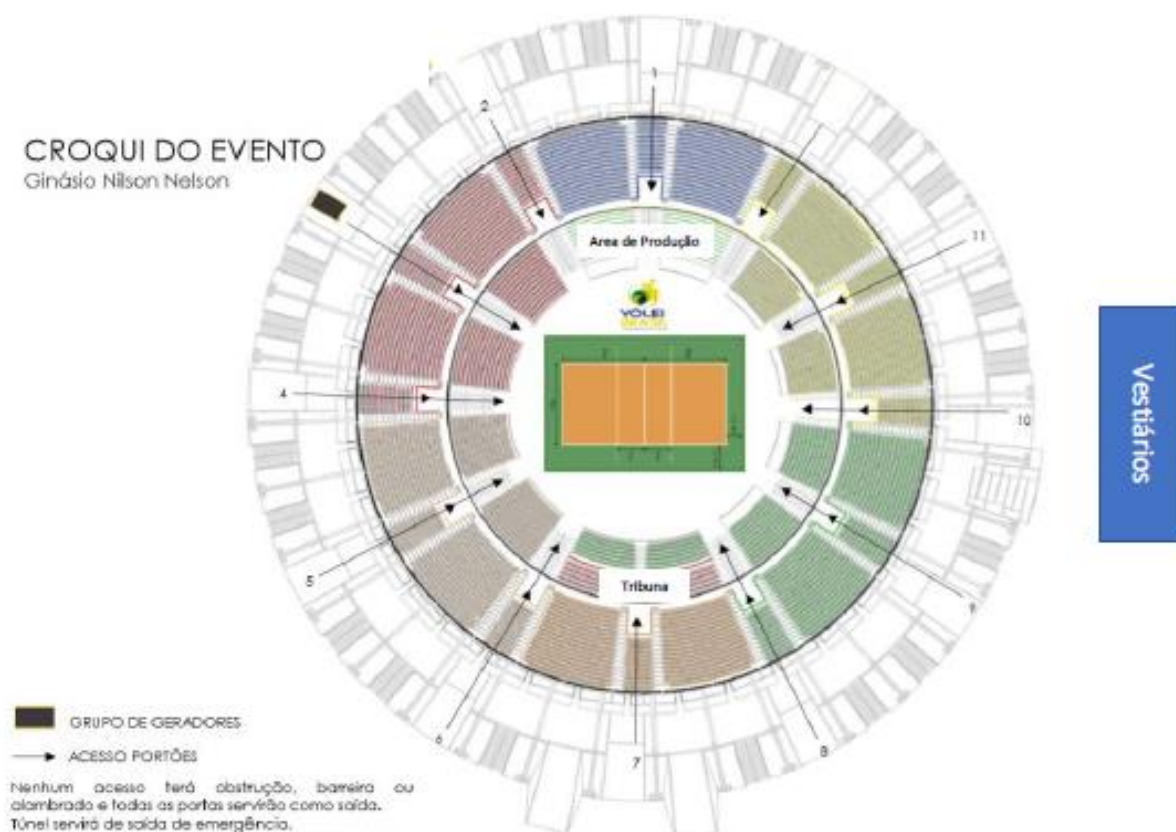 CROQUI DO EVENTO
Ginásio Nilson Nelson
1
2
11
Area de Produção
VOLEI
BRASIL
4
10
Vestiários
5
9
Tribuna
6
7
8
GRUPO DE GERADORES
ACESSO PORTÕES
Nenhum acesso terá obstrução, barreira ou
alambrado e todas as portas servirão como saída.
Túnel servirá de saída de emergência.